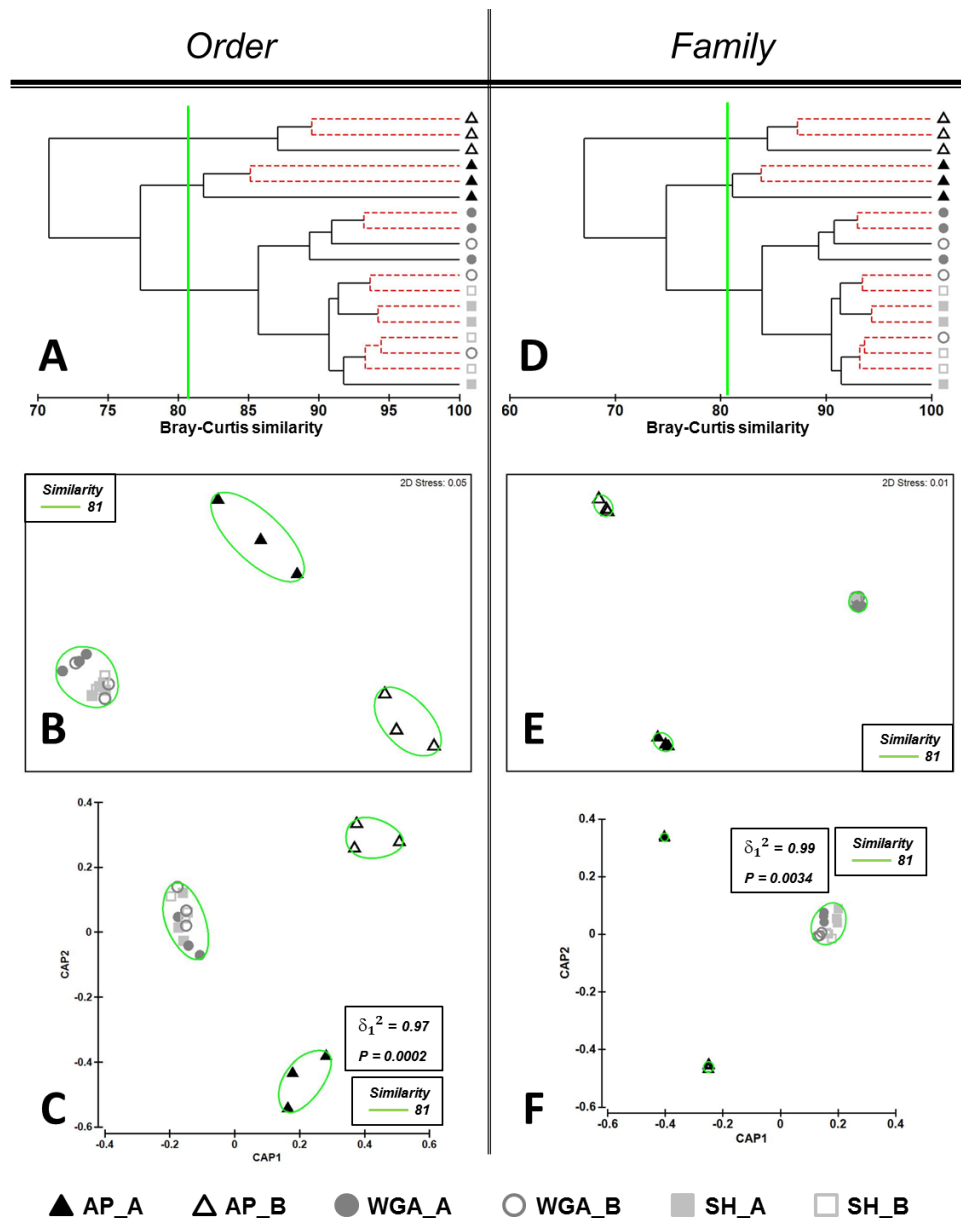 Order Family
A
70 75 80 85 90 95 100
Bray-Curtis similarity
D
60 70 80 90 100
Bray-Curtis similarity
Similarity
81
2D Stress: 0.05
B
2D Stress: 0.01
E
Similarity
81
0.4
0.2
0
-0.2
-0.4
-0.6
CAP2
-0.4 -0.2 0 0.2 0.4 0.6
CAP1
δ₁² = 0.97
P = 0.0002
Similarity
81
C
0.4
0.2
0
-0.2
-0.4
-0.6
CAP2
-0.6 -0.4 -0.2 0 0.2 0.4
CAP1
δ₁² = 0.99
P = 0.0034
Similarity
81
F
AP_A AP_B WGA_A WGA_B SH_A SH_B